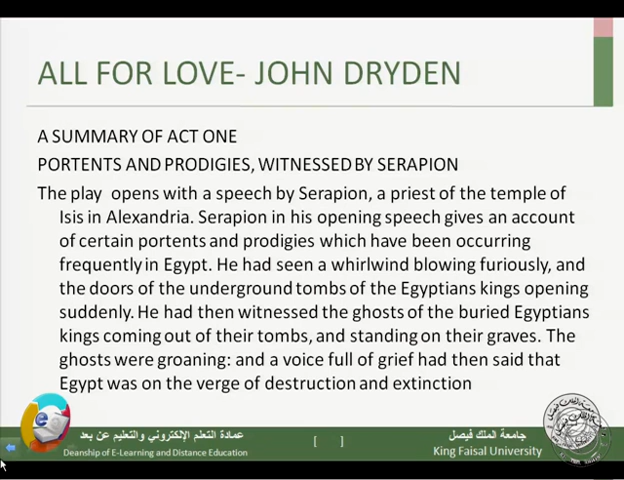 ALL FOR LOVE- JOHN DRYDEN
A SUMMARY OF ACT ONE
PORTENTS AND PRODIGIES, WITNESSED BY SERAPION
The play opens with a speech by Serapion, a priest of the temple of
Isis in Alexandria. Serapion in his opening speech gives an account
of certain portents and prodigies which have been occurring
frequently in Egypt. He had seen a whirlwind blowing furiously, and
the doors of the underground tombs of the Egyptians kings opening
suddenly. He had then witnessed the ghosts of the buried Egyptians
kings coming out of their tombs, and standing on their graves. The
ghosts were groaning: and a voice full of grief had then said that
Egypt was on the verge of destruction and extinction
عمادة التعلم الإلكتروني والتعليم عن بعد
Deanship of E-Learning and Distance Education
[ ]
جامعة الملك فيصل
King Faisal University